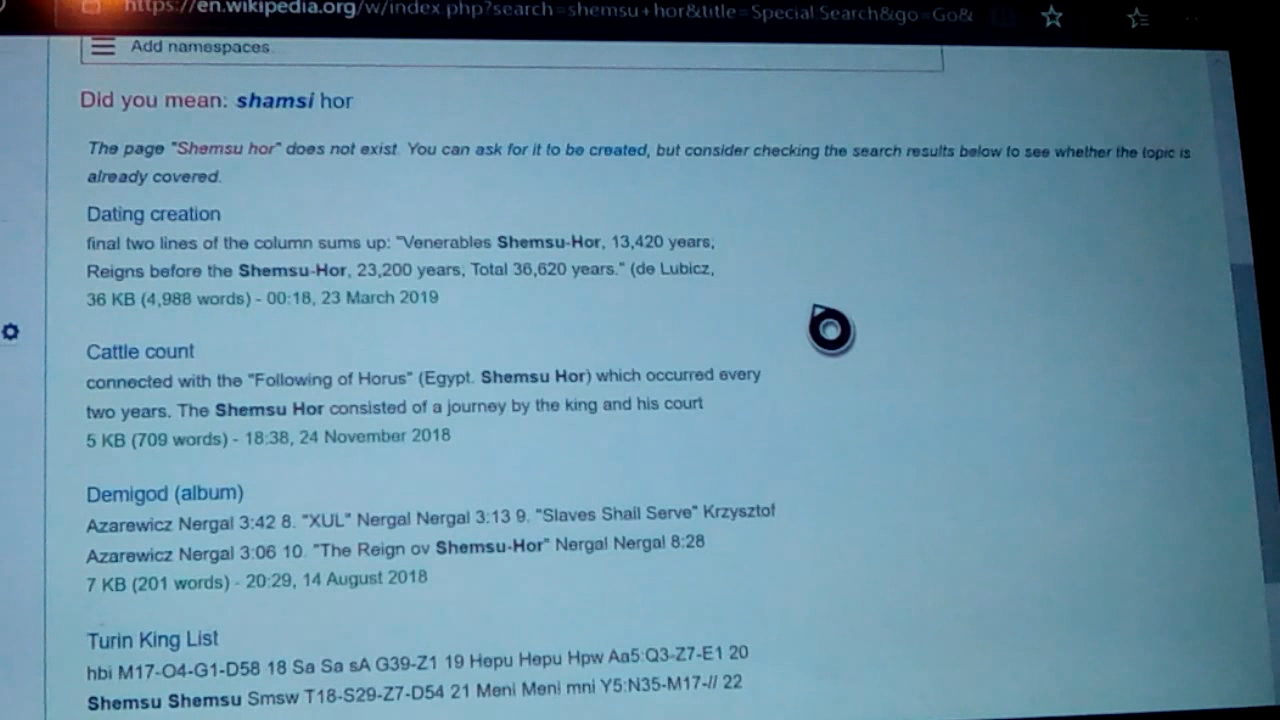 https://en.wikipedia.org/w/index.php?search=shemsu+hor&title=Special:Search&go=Go&
Add namespaces
Did you mean: shamsi hor
The page "Shemsu hor" does not exist. You can ask for it to be created, but consider checking the search results below to see whether the topic is
already covered.
Dating creation
final two lines of the column sums up: "Venerables Shemsu-Hor, 13,420 years;
Reigns before the Shemsu-Hor, 23,200 years; Total 36,620 years." (de Lubicz,
36 KB (4,988 words) - 00:18, 23 March 2019
Cattle count
connected with the "Following of Horus" (Egypt. Shemsu Hor) which occurred every
two years. The Shemsu Hor consisted of a journey by the king and his court
5 KB (709 words) - 18:38, 24 November 2018
Demigod (album)
Azarewicz Nergal 3:42 8. "XUL" Nergal Nergal 3:13 9. "Slaves Shall Serve" Krzysztof
Azarewicz Nergal 3:06 10. "The Reign ov Shemsu-Hor" Nergal Nergal 8:28
7 KB (201 words) - 20:29, 14 August 2018
Turin King List
hbi M17-O4-G1-D58 18 Sa Sa sA G39-Z1 19 Hepu Hepu Hpw Aa5:Q3-Z7-E1 20
Shemsu Shemsu Smsw T18-S29-Z7-D54 21 Meni Meni mni Y5:N35-M17-// 22